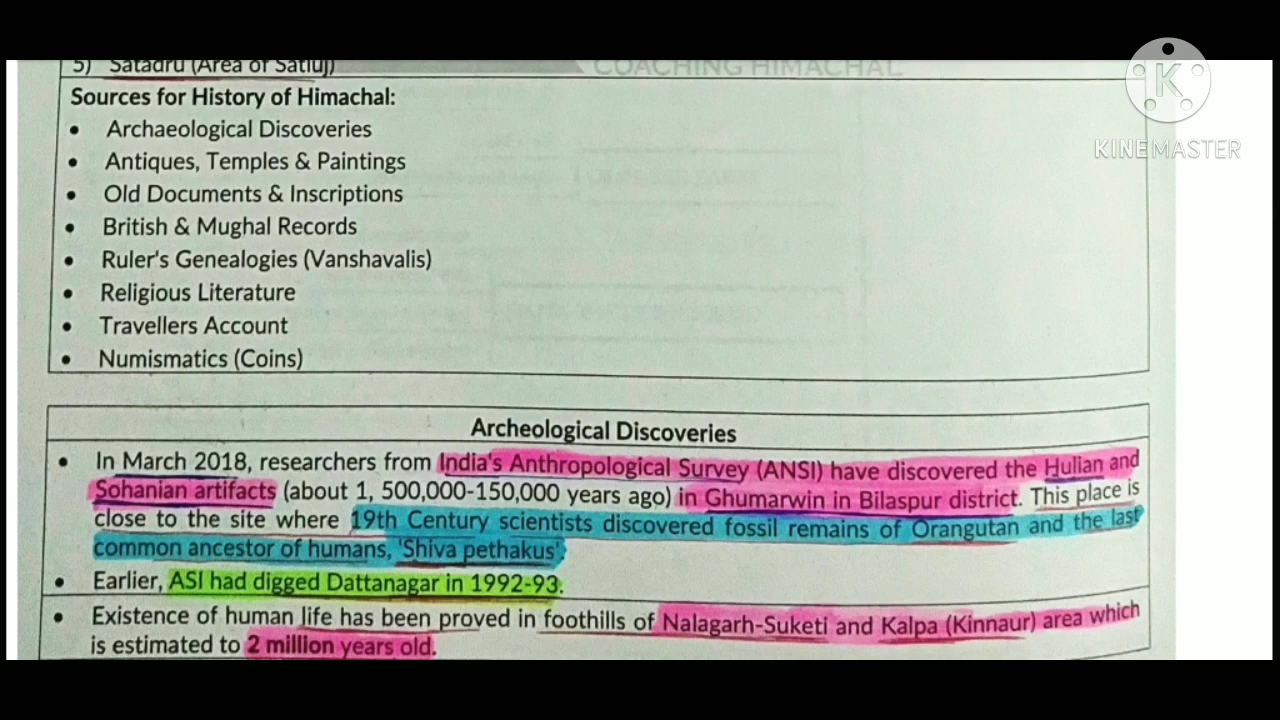 5) Satadru (Area of Satluj) COACHING HIMACHAL
Sources for History of Himachal:
• Archaeological Discoveries
• Antiques, Temples & Paintings
• Old Documents & Inscriptions
• British & Mughal Records
• Ruler's Genealogies (Vanshavalis)
• Religious Literature
• Travellers Account
• Numismatics (Coins)
K
KINEMASTER
Archeological Discoveries
• In March 2018, researchers from India's Anthropological Survey (ANSI) have discovered the Hulian and
Sohanian artifacts (about 1, 500,000-150,000 years ago) in Ghumarwin in Bilaspur district. This place is
close to the site where 19th Century scientists discovered fossil remains of Orangutan and the last
common ancestor of humans, 'Shiva pethakus'.
• Earlier, ASI had digged Dattanagar in 1992-93.
• Existence of human life has been proved in foothills of Nalagarh-Suketi and Kalpa (Kinnaur) area which
is estimated to 2 million years old.